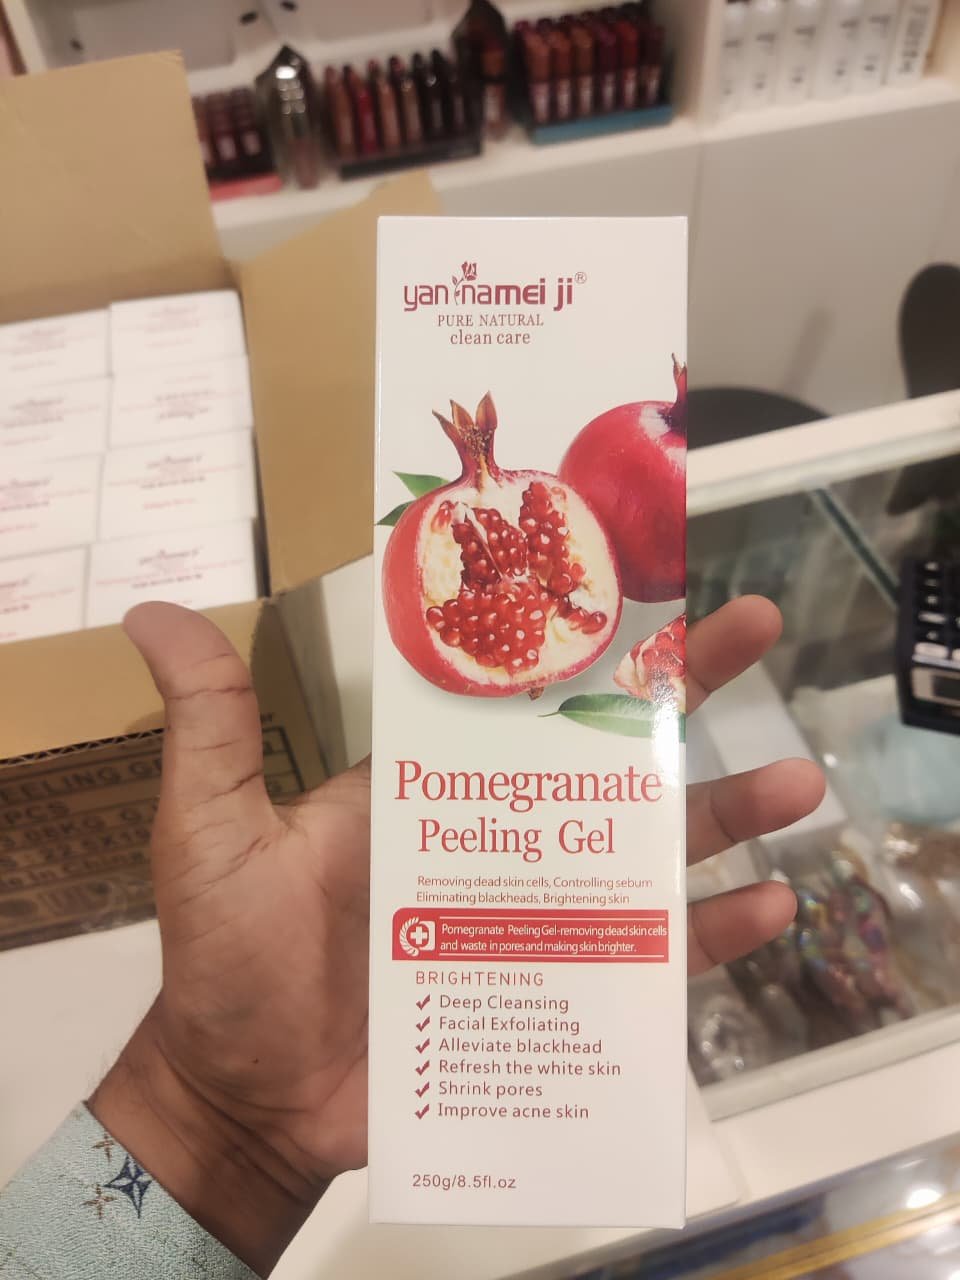 yan namei ji®
PURE NATURAL
clean care
Pomegranate
Peeling Gel
Removing dead skin cells, Controlling sebum
Eliminating blackheads, Brightening skin
Pomegranate Peeling Gel-removing dead skin cells
and waste in pores and making skin brighter.
BRIGHTENING
✓ Deep Cleansing
✓ Facial Exfoliating
✓ Alleviate blackhead
✓ Refresh the white skin
✓ Shrink pores
✓ Improve acne skin
250g/8.5fl.oz